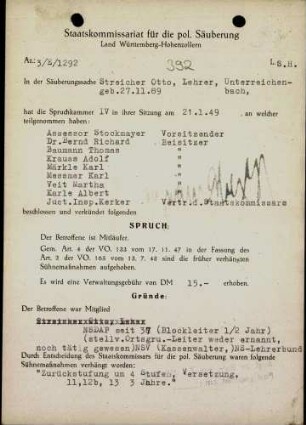 Staatskommissariat für die pol. Säuberung
Land Württemberg-Hohenzollern
Az: 3/S/1292 392 L.S.H.
In der Säuberungssache Streicher Otto, Lehrer, Unterreichen-
geb.27.11.89 bach,
hat die Spruchkammer IV in ihrer Sitzung am 21.1.49 an welcher
teilgenommen haben:
Assessor Stockmayer Vorsitzender
Dr.Bernd Richard Beisitzer
Baumann Thomas "
Krauss Adolf "
Märkle Karl "
Messner Karl "
Veit Martha "
Karle Albert "
Just.Insp.Kerker Vertr.d.Staatskommissars
beschlossen und verkündet folgenden
SPRUCH:
Der Betroffene ist Mitläufer.
Gem. Art. 4 der VO. 133 vom 17. 11. 47 in der Fassung des
Art. 2 der VO. 165 vom 13. 7. 48 sind die früher verhängten
Sühnemaßnahmen aufgehoben.
Es wird eine Verwaltungsgebühr von DM 15.- erhoben.
Gründe:
Der Betroffene war Mitglied
Streicher Otto, Lehrer
NSDAP seit 37 (Blockleiter 1/2 Jahr)
(stellv.Ortsgru.-Leiter weder ernannt,
noch tätig gewesen)NSV (Kassenwalter,)NS-Lehrerbund
Durch Entscheidung des Staatskommissars für die pol. Säuberung waren folgende
Sühnemaßnahmen verhängt worden:
"Zurückstufung um 4 Stufen, Versetzung,
11,12b, 13 3 Jahre."